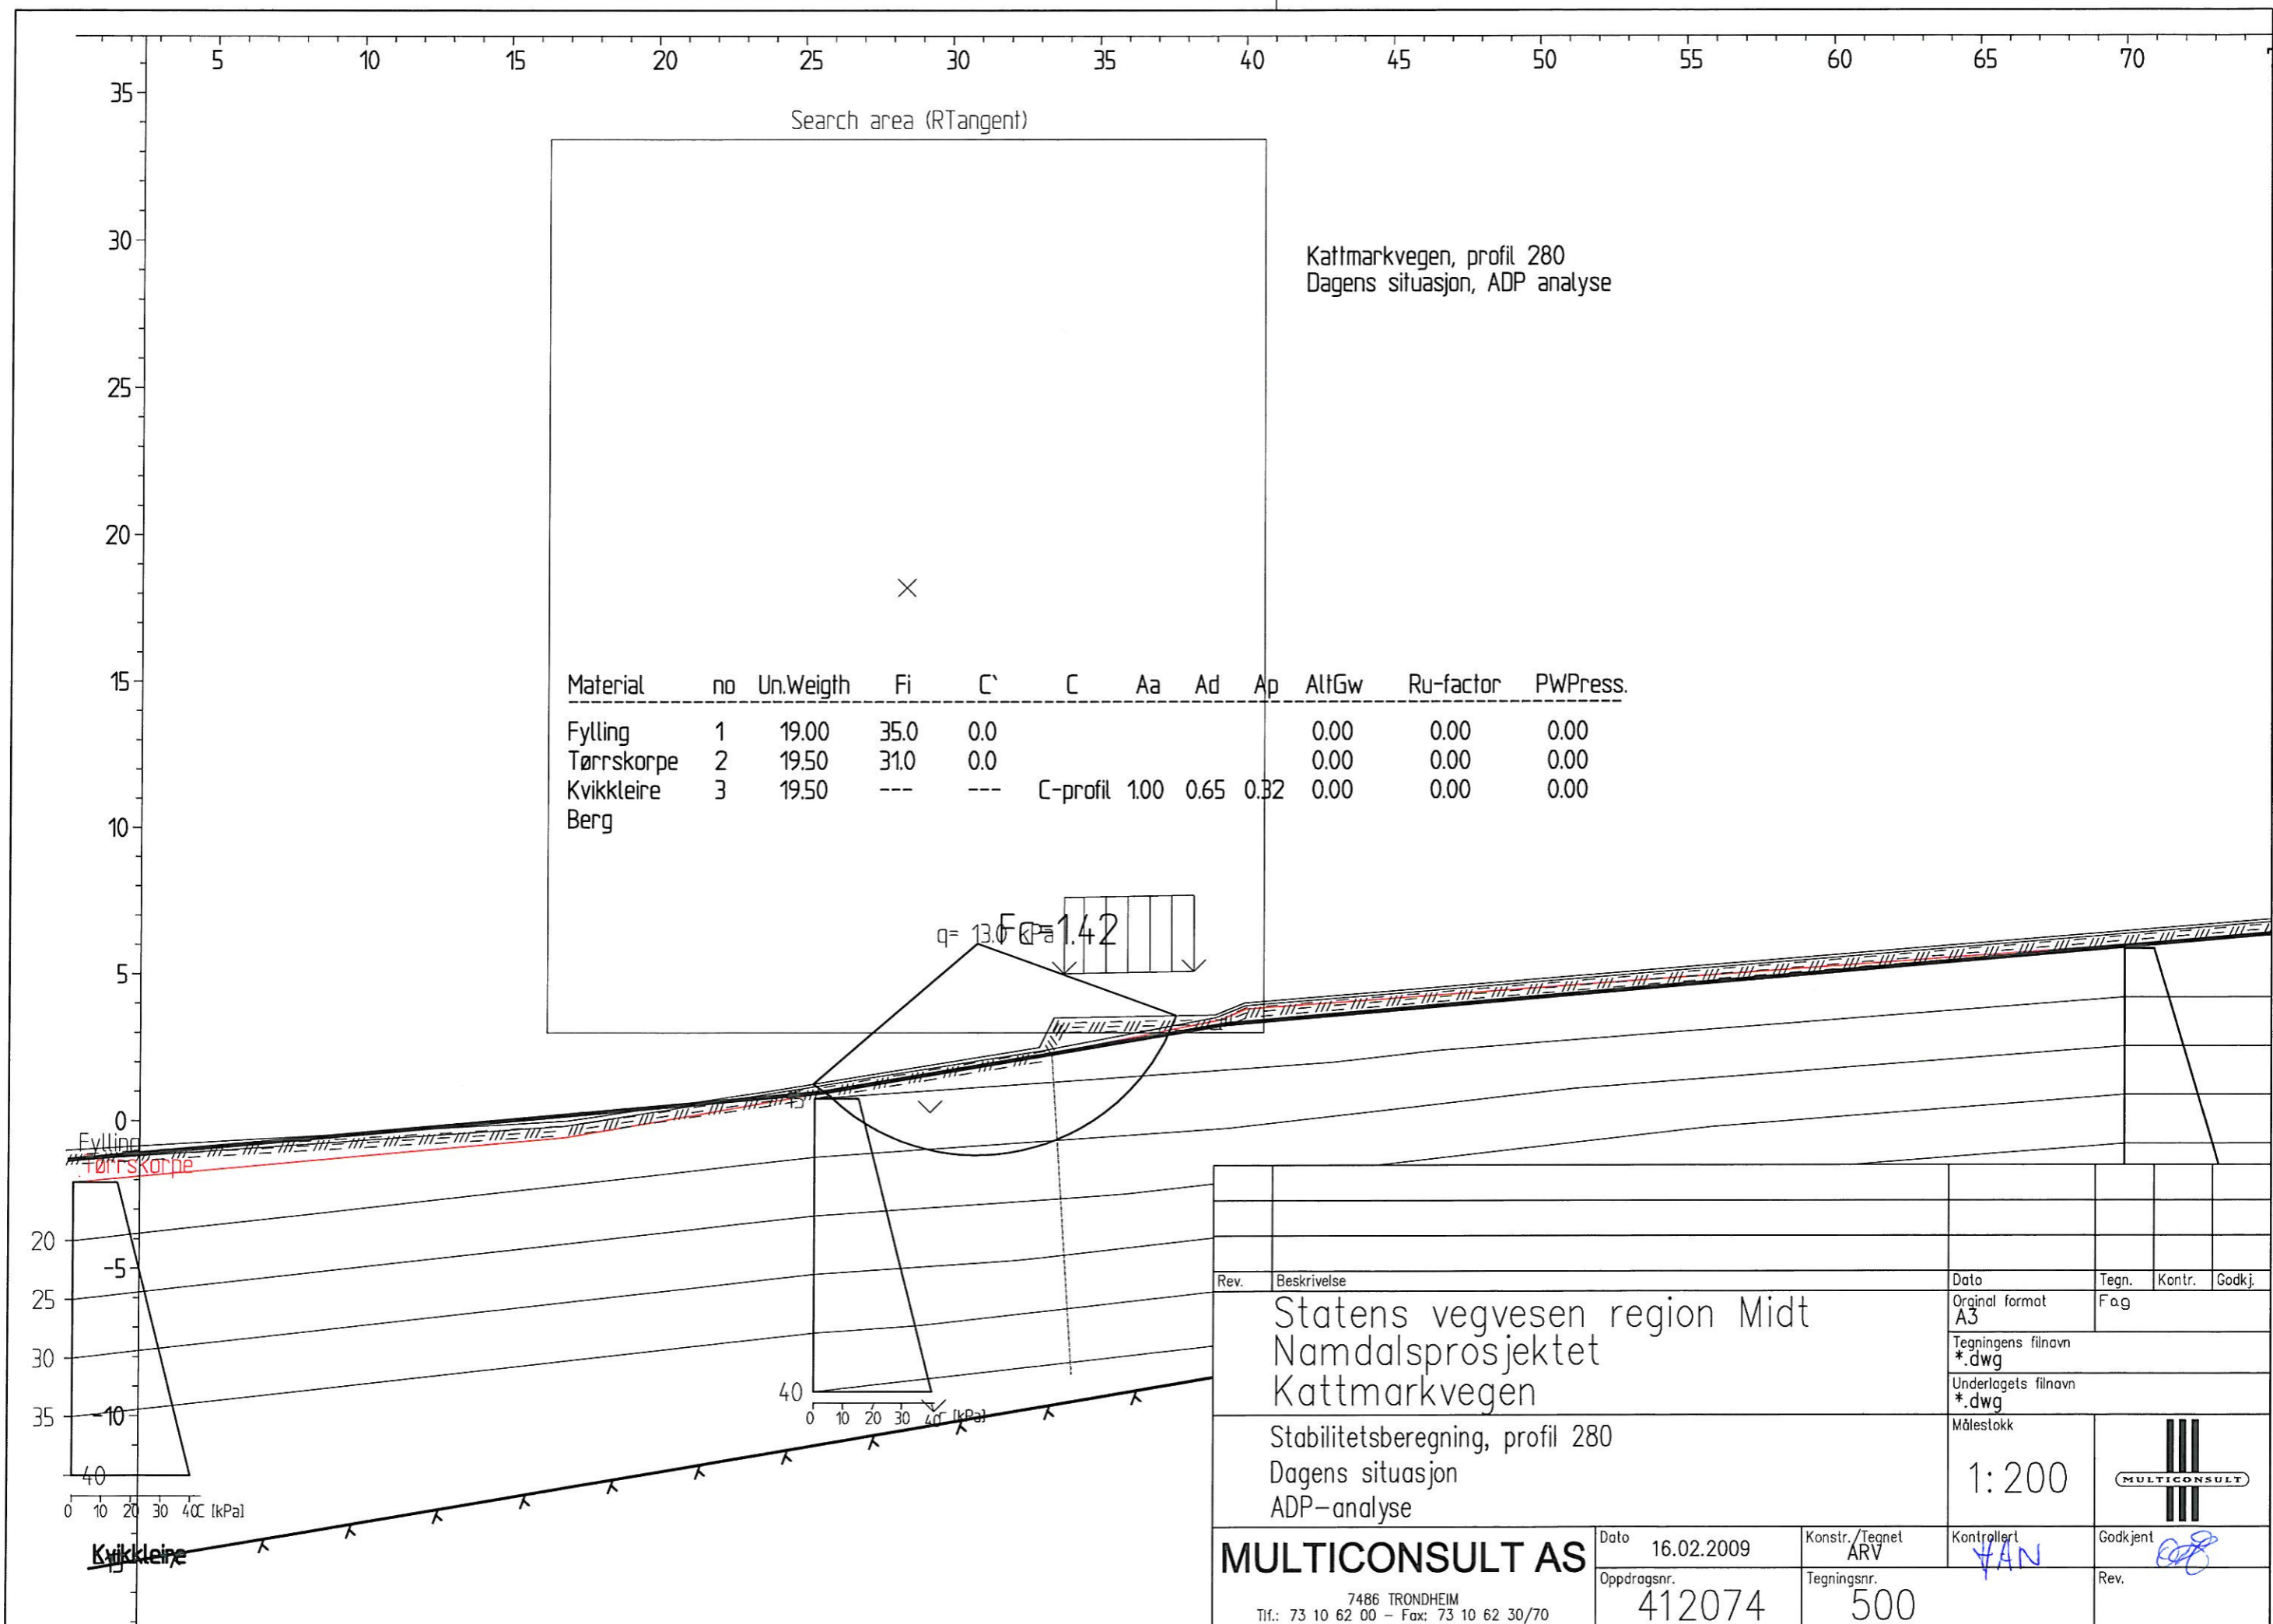 5 10 15 20 25 30 35 40 45 50 55 60 65 70
35
30
25
20
15
10
5
0
-5
-10
Search area (RTangent)
Kattmarkvegen, profil 280
Dagens situasjon, ADP analyse
Material no Un.Weigth Fi C` C Aa Ad Ap AltGw Ru-factor PWPress.
Fylling 1 19.00 35.0 0.0 0.00 0.00 0.00
Tørrskorpe 2 19.50 31.0 0.0 0.00 0.00 0.00
Kvikkleire 3 19.50 --- --- C-profil 1.00 0.65 0.32 0.00 0.00 0.00
Berg
q= 13.0 kPa
Fc=1.42
Fylling
Tørrskorpe
15
20
25
30
35
40
0 10 20 30 40 C [kPa]
40
0 10 20 30 40 C [kPa]
Kvikkleire
Rev. Beskrivelse Dato Tegn. Kontr. Godkj.
Statens vegvesen region Midt
Namdalsprosjektet
Kattmarkvegen
Orginal format
A3
Fag
Tegningens filnavn
*.dwg
Underlagets filnavn
*.dwg
Stabilitetsberegning, profil 280
Dagens situasjon
ADP-analyse
Målestokk
1:200
MULTICONSULT
MULTICONSULT AS
7486 TRONDHEIM
Tlf.: 73 10 62 00 - Fax: 73 10 62 30/70
Dato 16.02.2009
Konstr./Tegnet
ARV
Kontrollert
Godkjent
Oppdragsnr.
412074
Tegningsnr.
500
Rev.